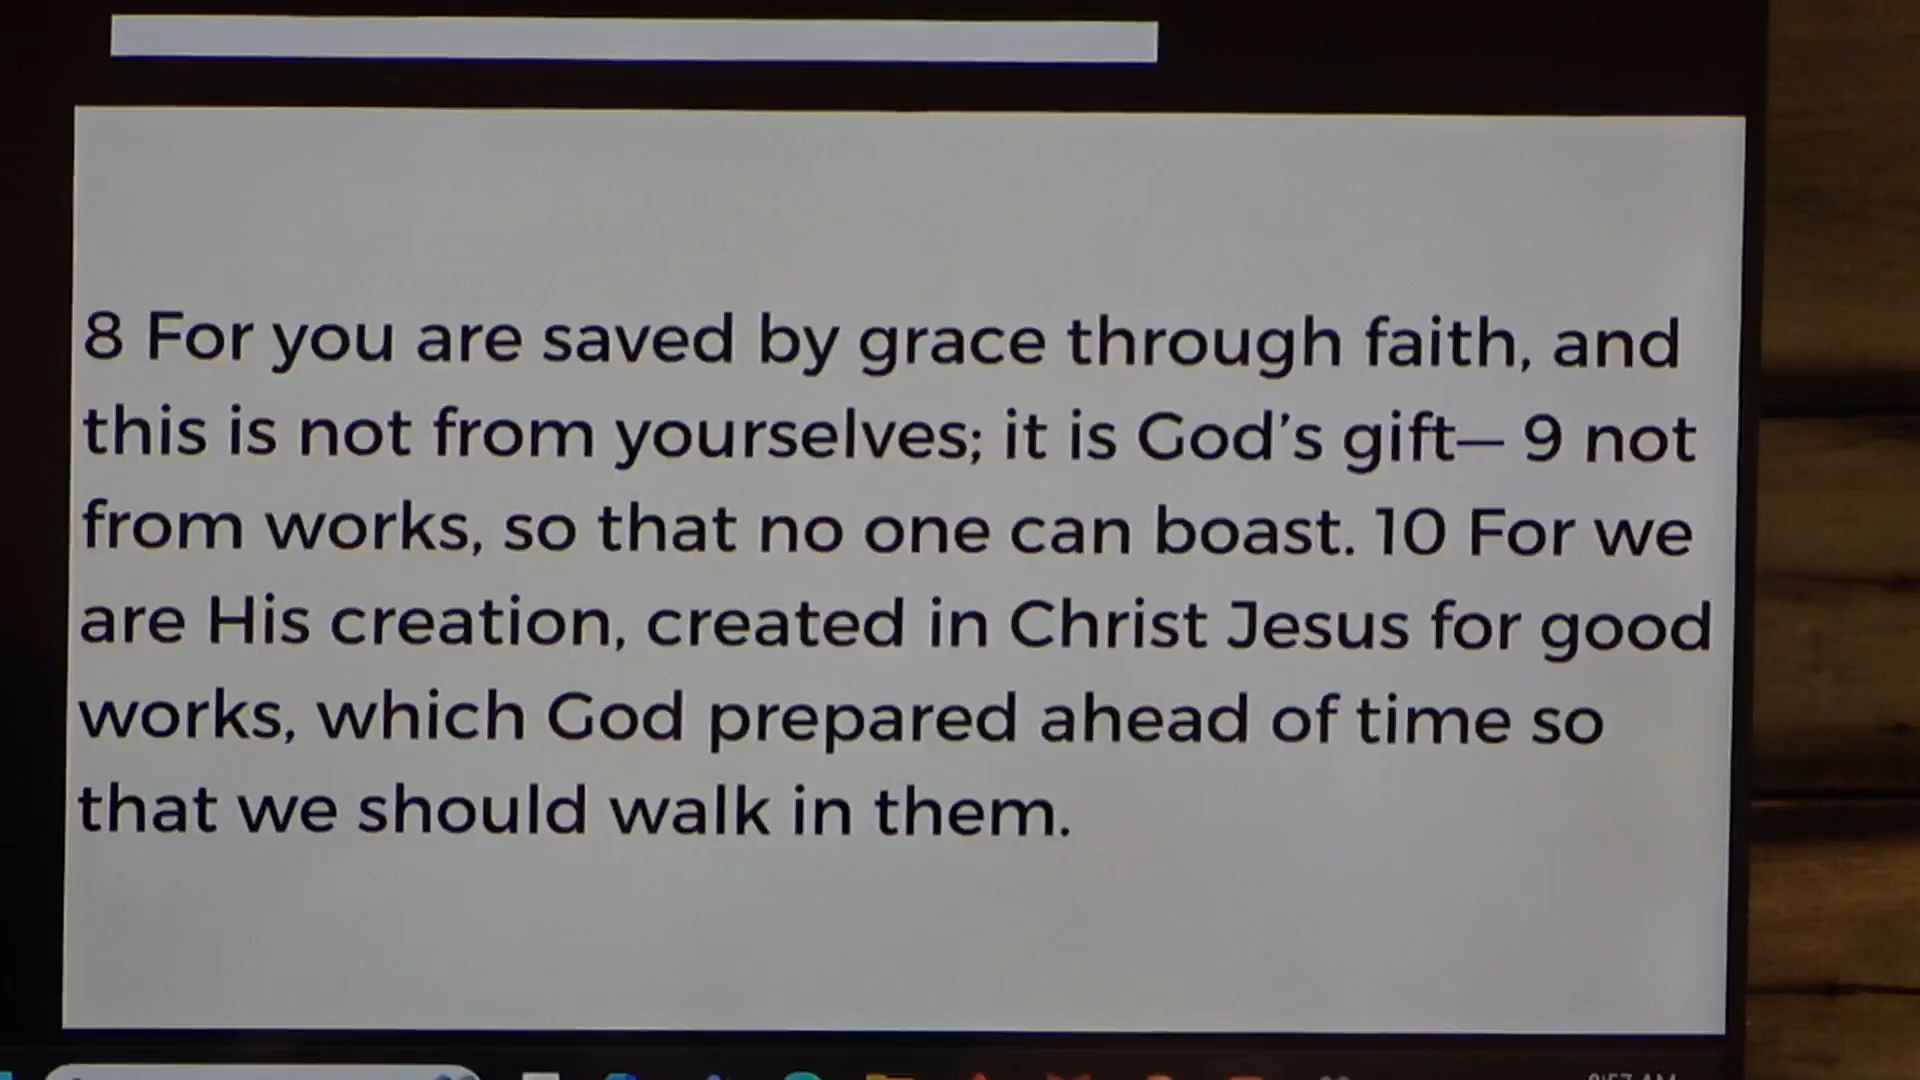 8 For you are saved by grace through faith, and
this is not from yourselves; it is God’s gift— 9 not
from works, so that no one can boast. 10 For we
are His creation, created in Christ Jesus for good
works, which God prepared ahead of time so
that we should walk in them.